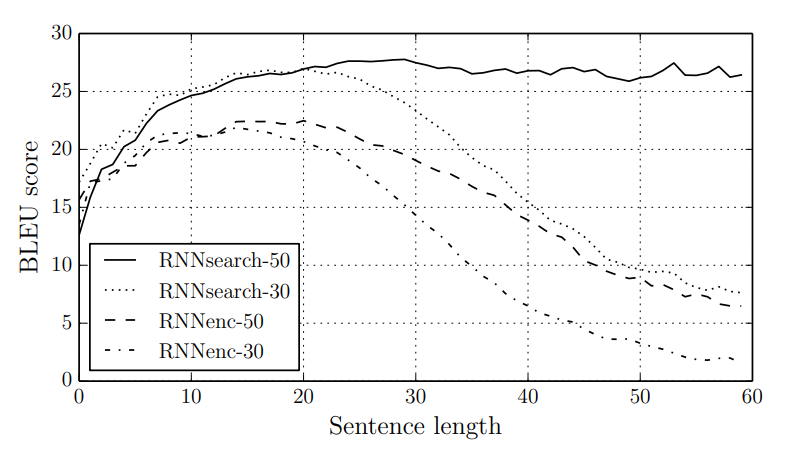 30
25
20
15
10
5
0
BLEU score
RNNsearch-50
RNNsearch-30
RNNenc-50
RNNenc-30
0 10 20 30 40 50 60
Sentence length